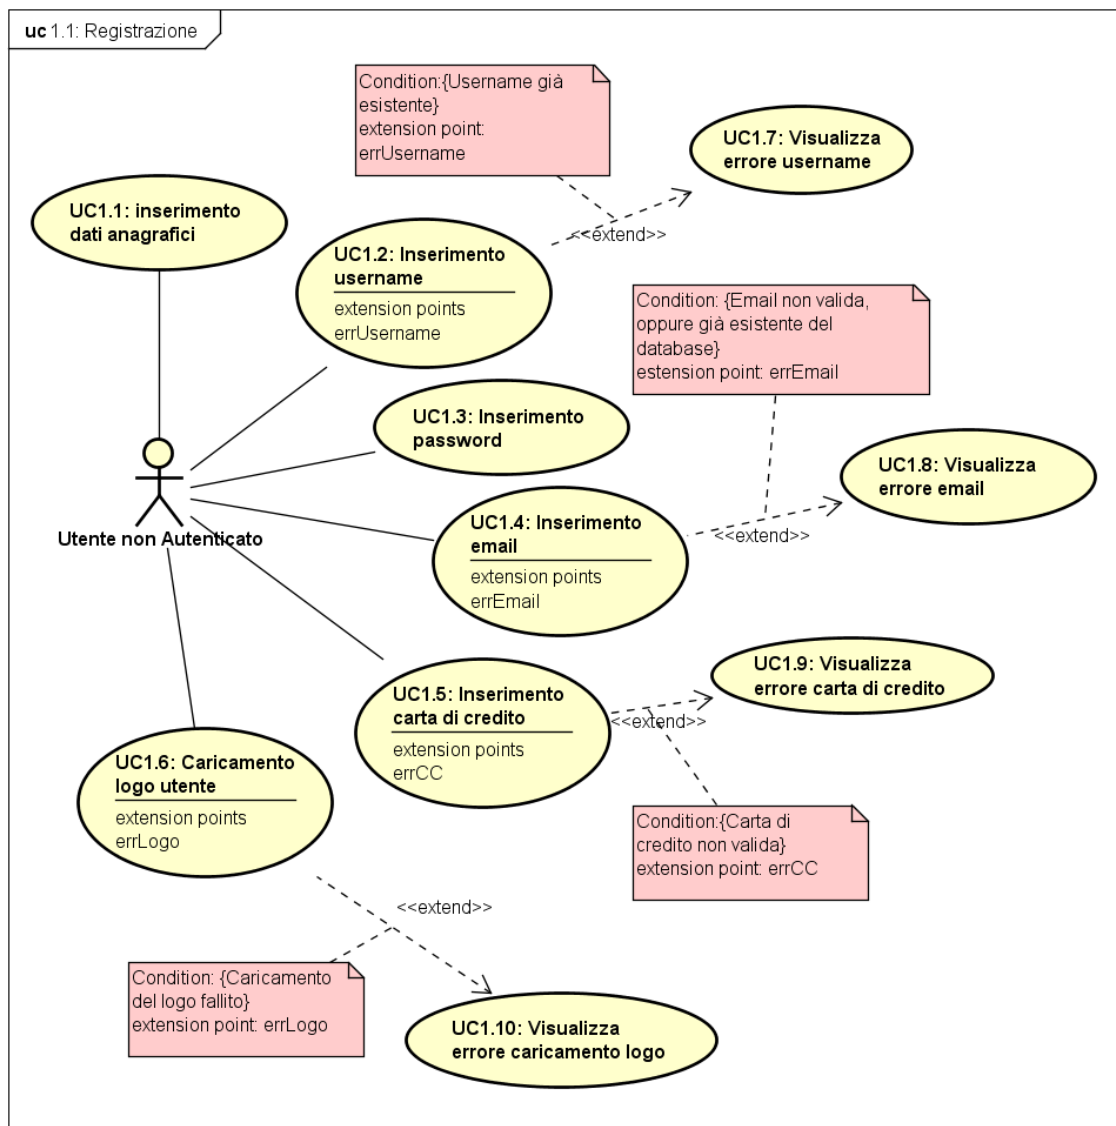 uc 1.1: Registrazione
Condition:{Username già
esistente}
extension point:
errUsername
UC1.7: Visualizza
errore username
UC1.1: inserimento
dati anagrafici
<<extend>>
UC1.2: Inserimento
username
extension points
errUsername
Condition: {Email non valida,
oppure già esistente del
database}
estension point: errEmail
UC1.3: Inserimento
password
UC1.8: Visualizza
errore email
Utente non Autenticato
UC1.4: Inserimento
email
extension points
errEmail
<<extend>>
UC1.9: Visualizza
errore carta di credito
UC1.5: Inserimento
carta di credito
extension points
errCC
<<extend>>
UC1.6: Caricamento
logo utente
extension points
errLogo
Condition:{Carta di
credito non valida}
extension point: errCC
<<extend>>
Condition: {Caricamento
del logo fallito}
extension point: errLogo
UC1.10: Visualizza
errore caricamento logo